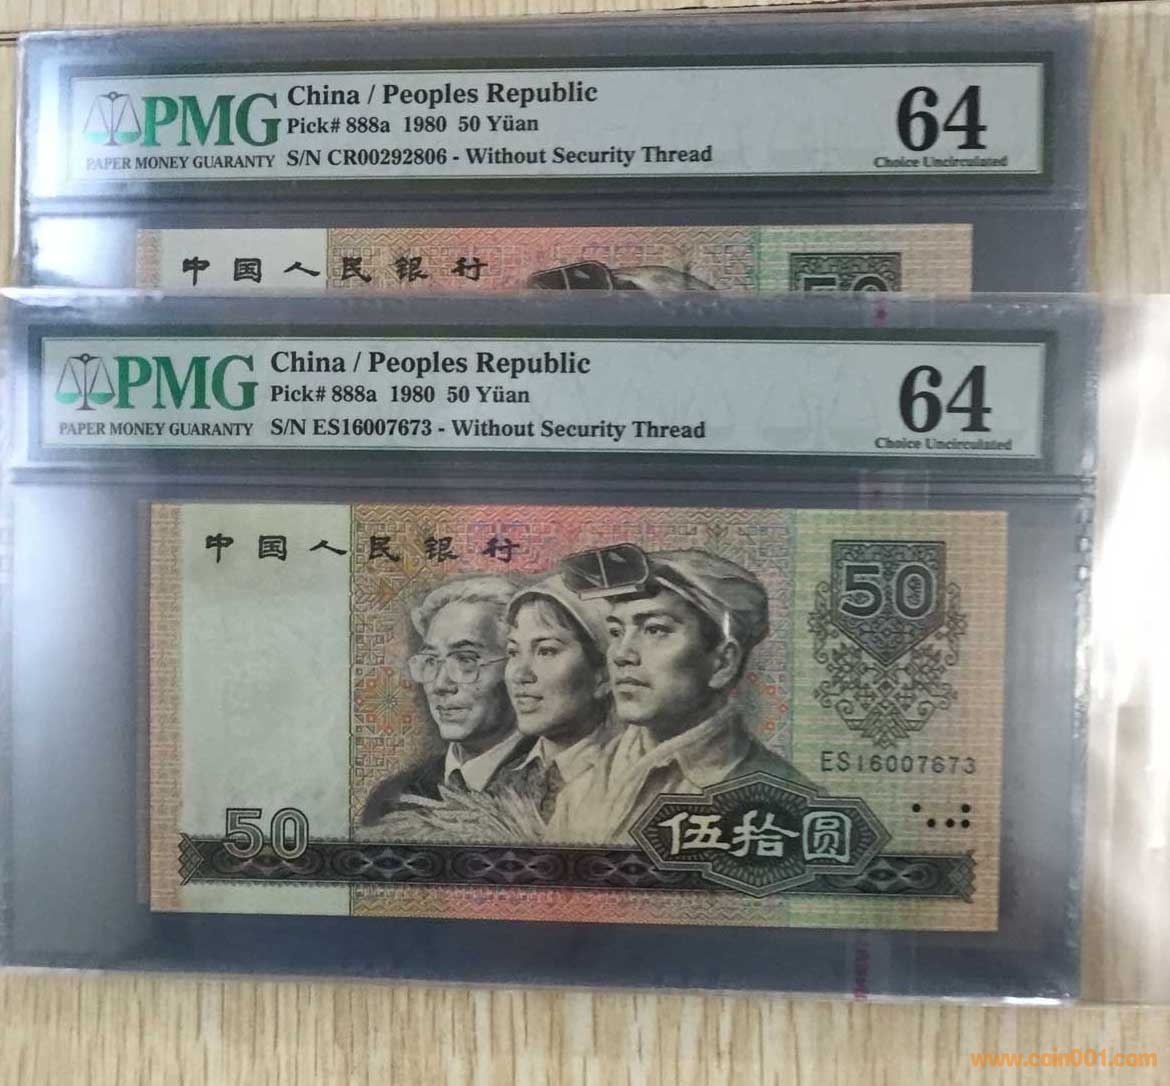 PMG
PAPER MONEY GUARANTY
China / Peoples Republic
Pick# 888a 1980 50 Yüan
S/N CR00292806 - Without Security Thread
64
Choice Uncirculated
中国人民银行
50
PMG
PAPER MONEY GUARANTY
China / Peoples Republic
Pick# 888a 1980 50 Yüan
S/N ES16007673 - Without Security Thread
64
Choice Uncirculated
中国人民银行
50
ES16007673
50
伍拾圆
www.coin001.com